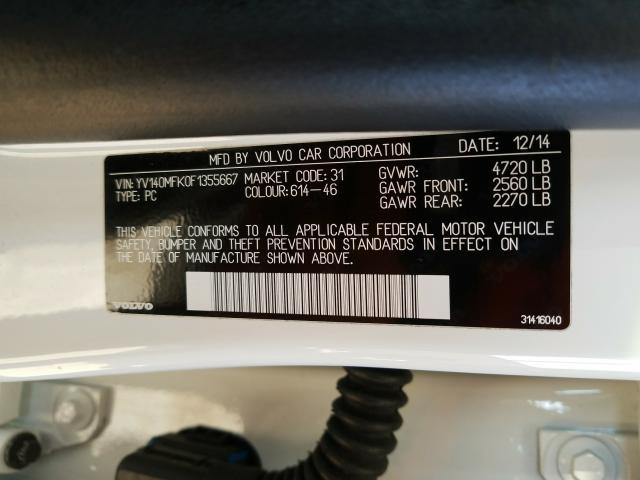 MFD BY VOLVO CAR CORPORATION DATE: 12/14
VIN: YV140MFK0F1355667 MARKET CODE: 31 GVWR: 4720 LB
TYPE: PC COLOUR: 614-46 GAWR FRONT: 2560 LB
GAWR REAR: 2270 LB
THIS VEHICLE CONFORMS TO ALL APPLICABLE FEDERAL MOTOR VEHICLE
SAFETY, BUMPER AND THEFT PREVENTION STANDARDS IN EFFECT ON
THE DATE OF MANUFACTURE SHOWN ABOVE.
VOLVO 31416040